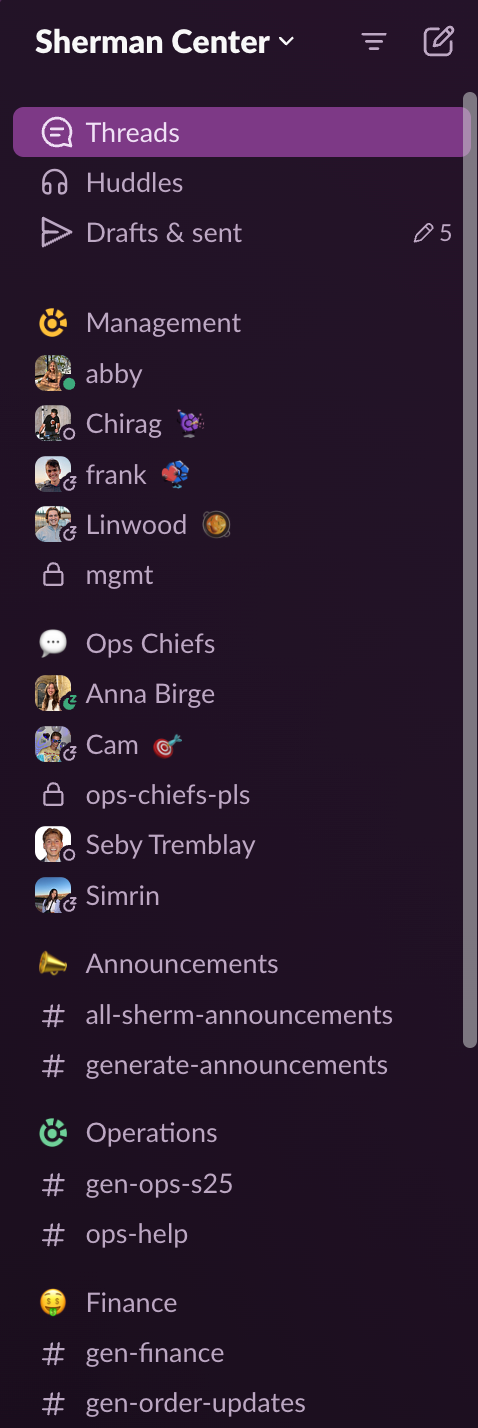 Sherman Center
Threads
Huddles
Drafts & sent 5
Management
abby
Chirag
frank
Linwood
mgmt
Ops Chiefs
Anna Birge
Cam
ops-chiefs-pls
Seby Tremblay
Simrin
Announcements
all-sherm-announcements
generate-announcements
Operations
gen-ops-s25
ops-help
Finance
gen-finance
gen-order-updates